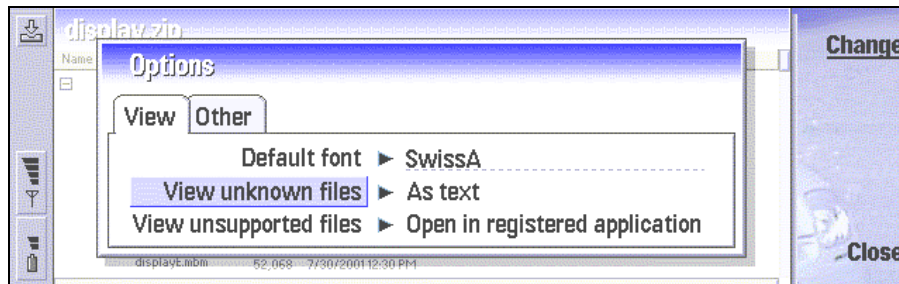 display.zip
Name
Options
View Other
Default font SwissA
View unknown files As text
View unsupported files Open in registered application
displayE.mbm 52,068 7/30/2001 12:30 PM
Change
Close